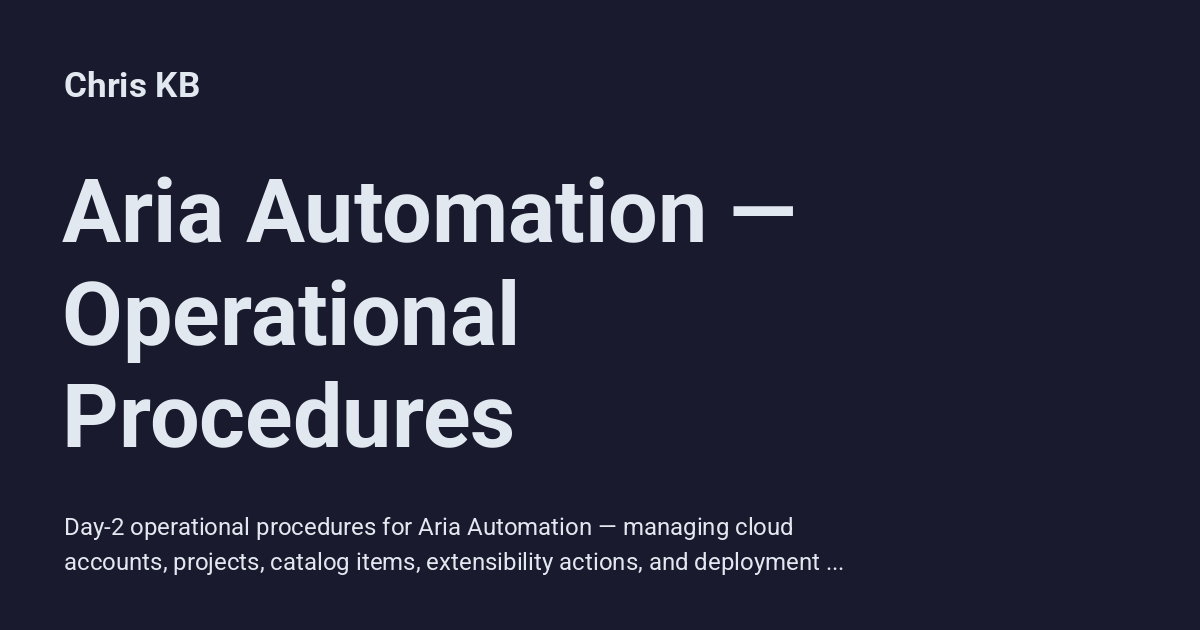 Chris KB
Aria Automation —
Operational
Procedures
Day-2 operational procedures for Aria Automation — managing cloud
accounts, projects, catalog items, extensibility actions, and deployment ...